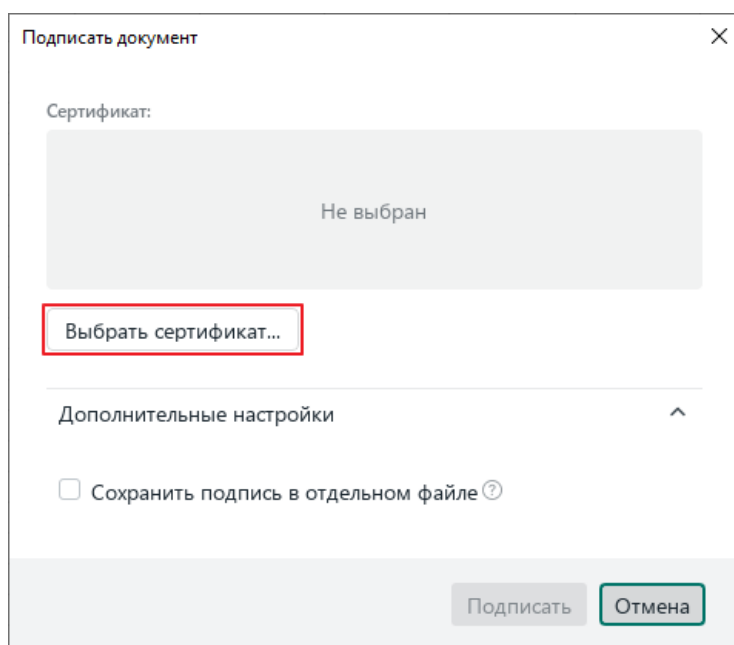 Подписать документ
Сертификат:
Не выбран
Выбрать сертификат...
Дополнительные настройки
Сохранить подпись в отдельном файле ?
Подписать
Отмена